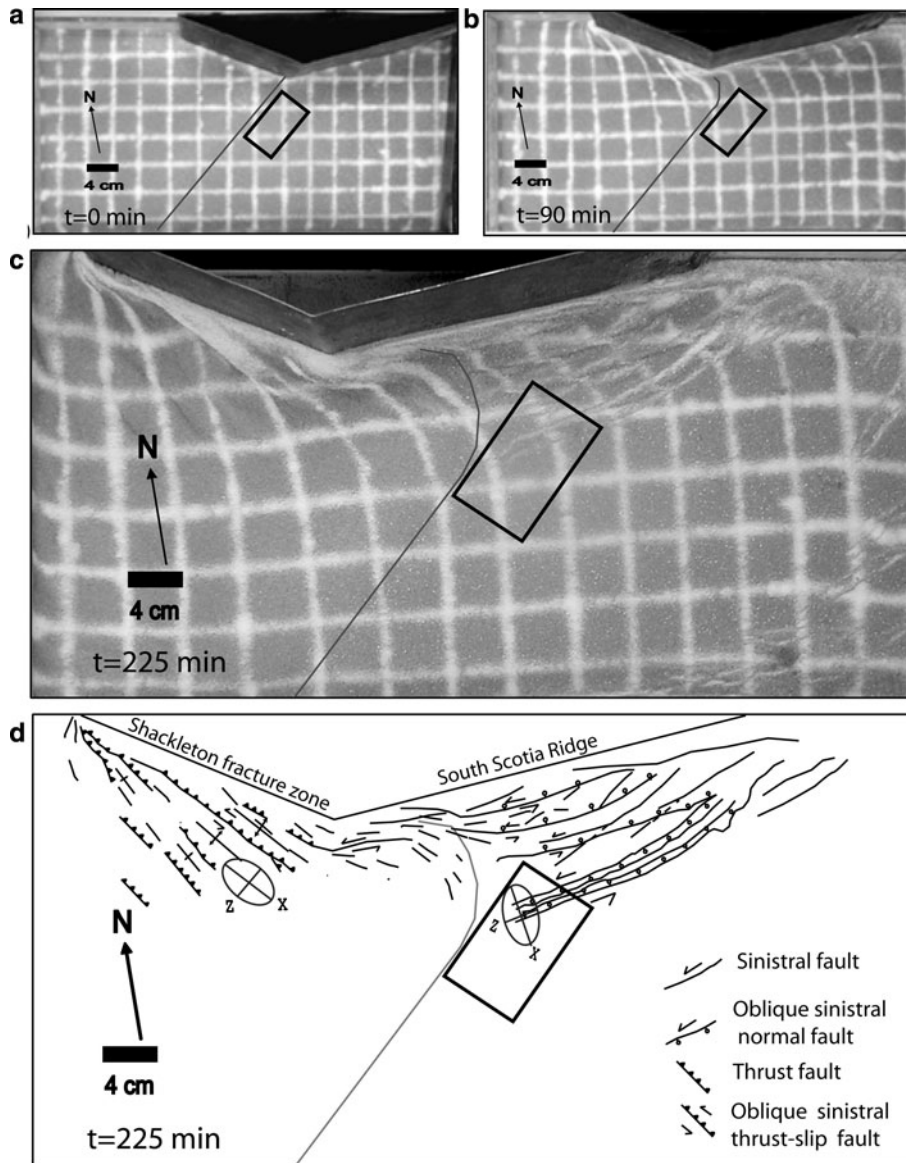 a
N
4 cm
t=0 min
b
N
4 cm
t=90 min
c
N
4 cm
t=225 min
d
Shackleton fracture zone
South Scotia Ridge
Z
X
Z
X
N
4 cm
t=225 min
Sinistral fault
Oblique sinistral
normal fault
Thrust fault
Oblique sinistral
thrust-slip fault